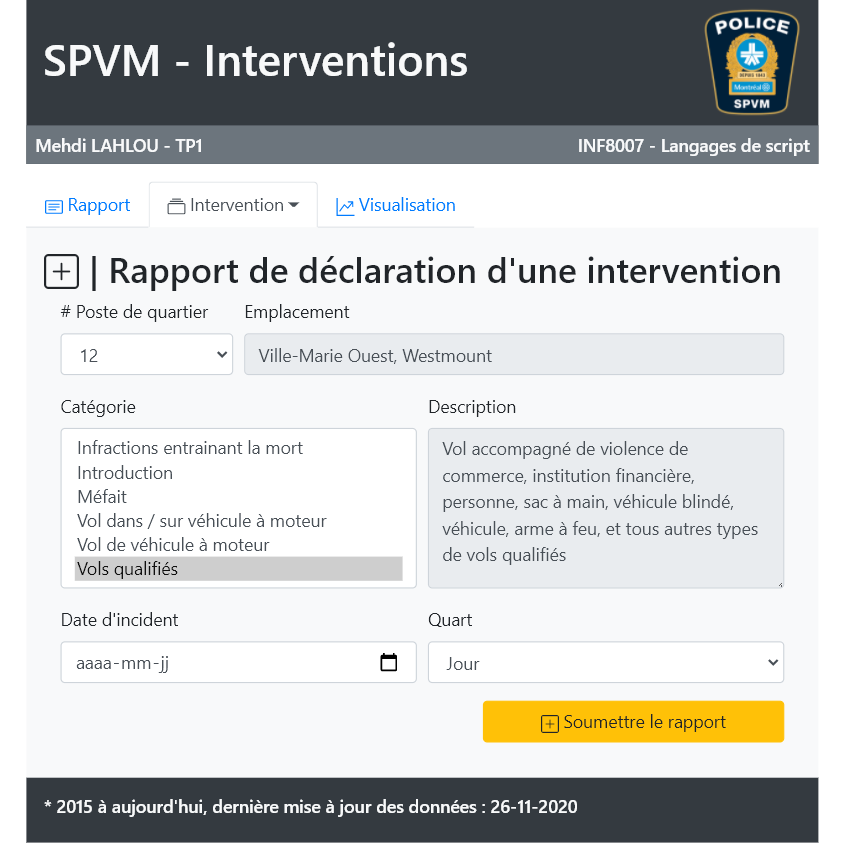 SPVM - Interventions
POLICE
DEPUIS 1843
Montréal
SPVM
Mehdi LAHLOU - TP1
INF8007 - Langages de script
Rapport
Intervention
Visualisation
| Rapport de déclaration d'une intervention
# Poste de quartier
Emplacement
12
Ville-Marie Ouest, Westmount
Catégorie
Description
Infractions entrainant la mort
Introduction
Méfait
Vol dans / sur véhicule à moteur
Vol de véhicule à moteur
Vols qualifiés
Vol accompagné de violence de
commerce, institution financière,
personne, sac à main, véhicule blindé,
véhicule, arme à feu, et tous autres types
de vols qualifiés
Date d'incident
Quart
aaaa-mm-jj
Jour
Soumettre le rapport
* 2015 à aujourd'hui, dernière mise à jour des données : 26-11-2020